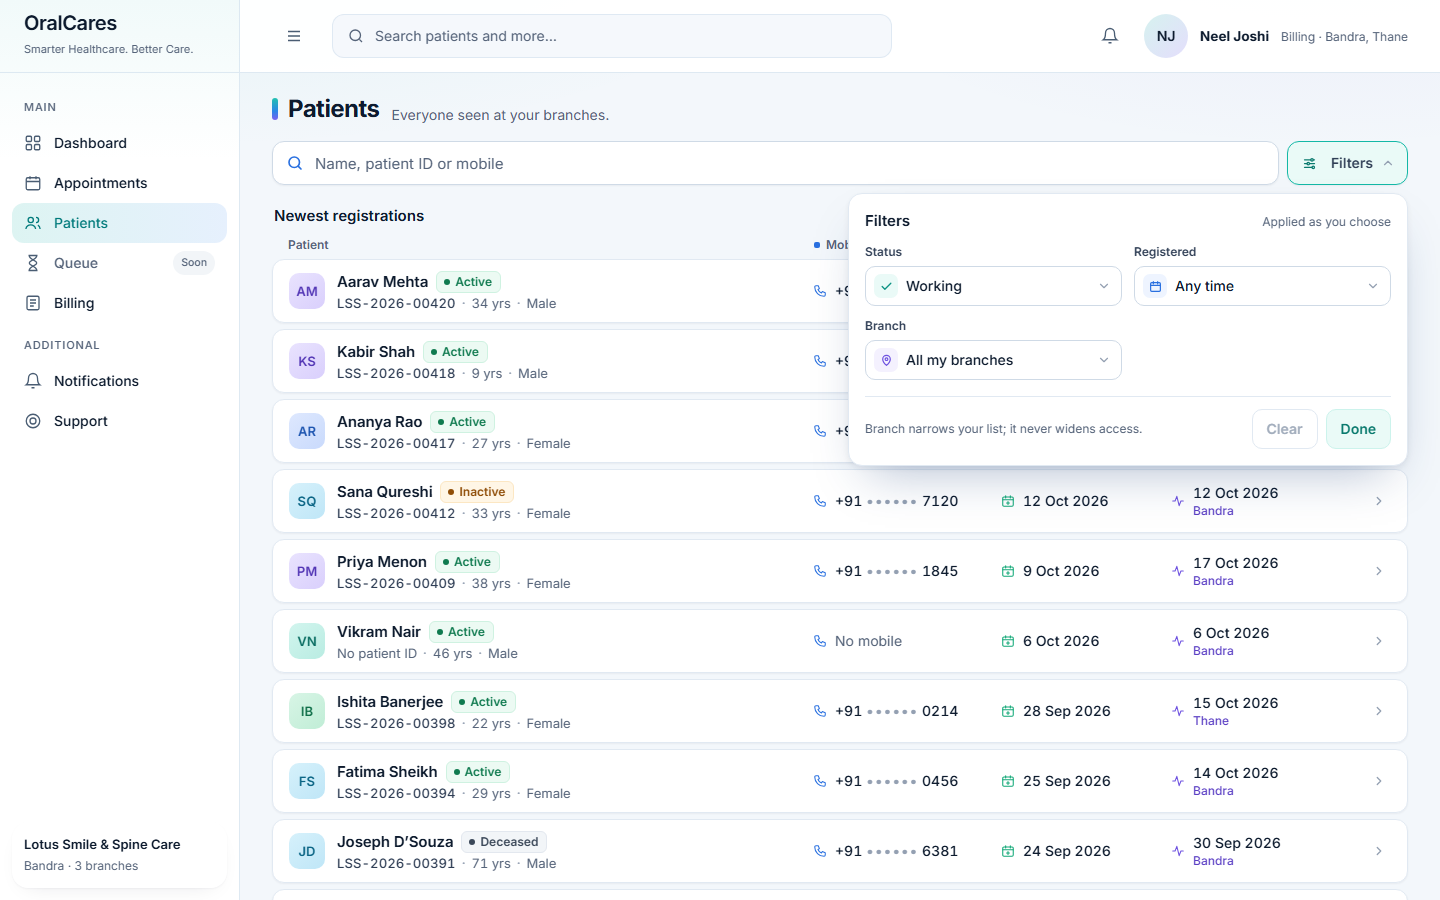 OralCares
Smarter Healthcare. Better Care.
Search patients and more...
NJ
Neel Joshi
Billing · Bandra, Thane
MAIN
Dashboard
Appointments
Patients
Queue
Soon
Billing
ADDITIONAL
Notifications
Support
Lotus Smile & Spine Care
Bandra · 3 branches
Patients
Everyone seen at your branches.
Name, patient ID or mobile
Filters
Newest registrations
Patient
Mob
Filters
Applied as you choose
Status
Registered
Working
Any time
Branch
All my branches
Branch narrows your list; it never widens access.
Clear
Done
AM
Aarav Mehta
Active
LSS-2026-00420 · 34 yrs · Male
+9
KS
Kabir Shah
Active
LSS-2026-00418 · 9 yrs · Male
+9
AR
Ananya Rao
Active
LSS-2026-00417 · 27 yrs · Female
+9
SQ
Sana Qureshi
Inactive
LSS-2026-00412 · 33 yrs · Female
+91 •••••• 7120
12 Oct 2026
12 Oct 2026
Bandra
PM
Priya Menon
Active
LSS-2026-00409 · 38 yrs · Female
+91 •••••• 1845
9 Oct 2026
17 Oct 2026
Bandra
VN
Vikram Nair
Active
No patient ID · 46 yrs · Male
No mobile
6 Oct 2026
6 Oct 2026
Bandra
IB
Ishita Banerjee
Active
LSS-2026-00398 · 22 yrs · Female
+91 •••••• 0214
28 Sep 2026
15 Oct 2026
Thane
FS
Fatima Sheikh
Active
LSS-2026-00394 · 29 yrs · Female
+91 •••••• 0456
25 Sep 2026
14 Oct 2026
Bandra
JD
Joseph D’Souza
Deceased
LSS-2026-00391 · 71 yrs · Male
+91 •••••• 6381
24 Sep 2026
30 Sep 2026
Bandra